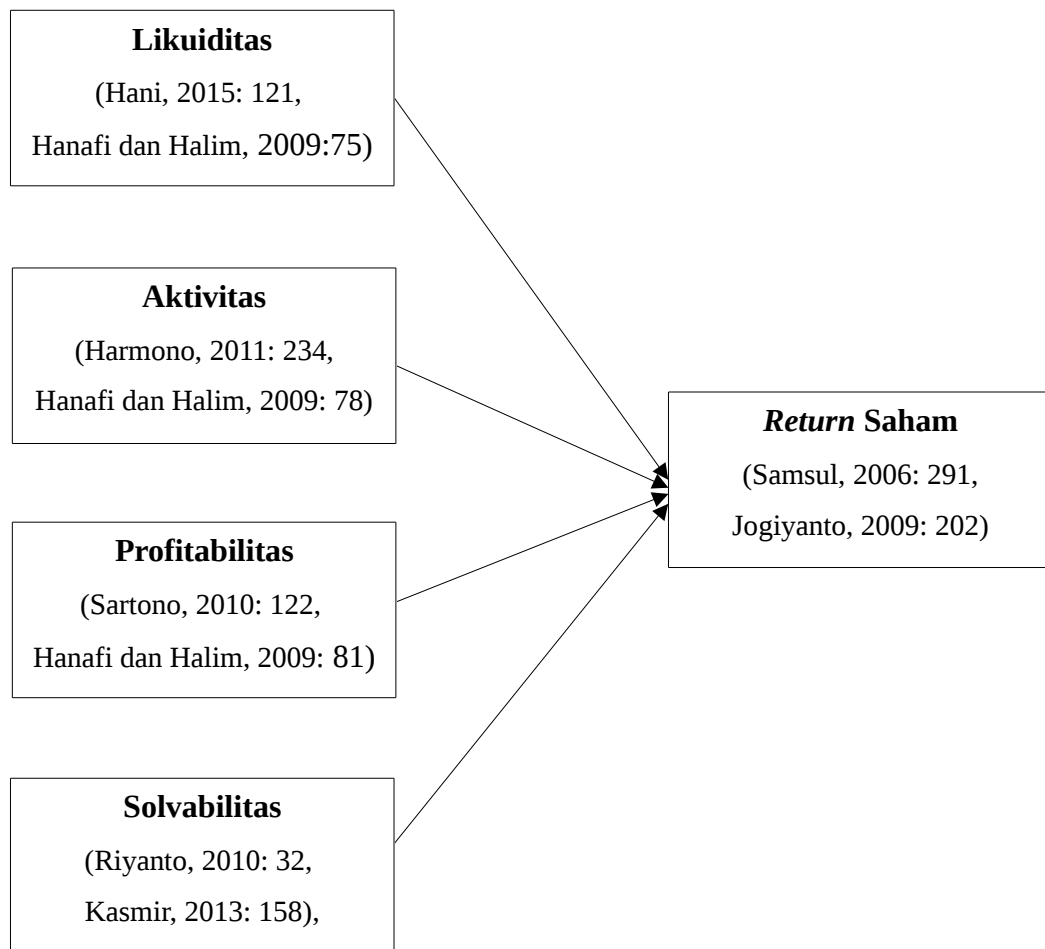 Likuiditas
(Hani, 2015: 121,
Hanafi dan Halim, 2009:75)
Aktivitas
(Harmono, 2011: 234,
Hanafi dan Halim, 2009: 78)
Profitabilitas
(Sartono, 2010: 122,
Hanafi dan Halim, 2009: 81)
Solvabilitas
(Riyanto, 2010: 32,
Kasmir, 2013: 158),
Return Saham
(Samsul, 2006: 291,
Jogiyanto, 2009: 202)